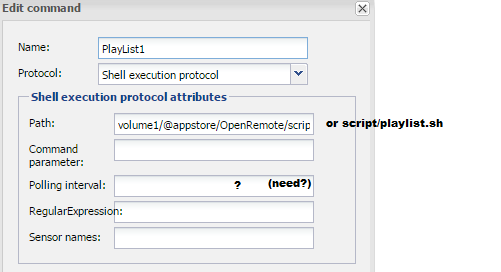 Edit command
Name: PlayList1
Protocol: Shell execution protocol
Shell execution protocol attributes
Path: volume1/@appstore/OpenRemote/scrip or script/playlist.sh
Command parameter:
Polling interval: ? (need?)
RegularExpression:
Sensor names: